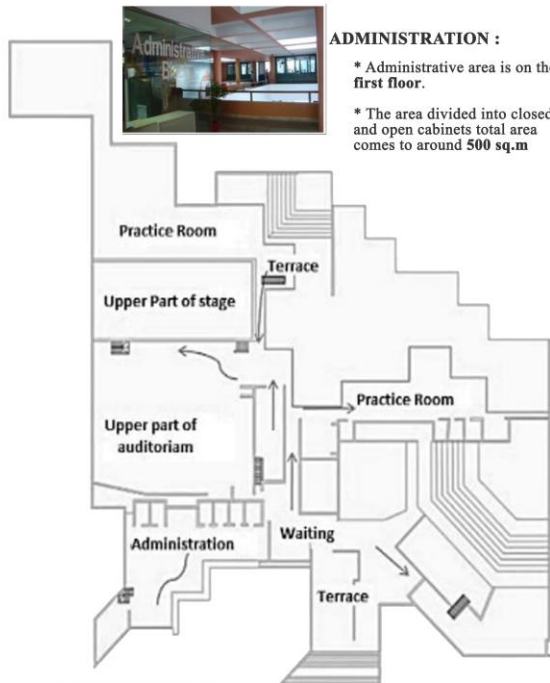 Administrative
ADMINISTRATION :
* Administrative area is on the
first floor.
* The area divided into closed
and open cabinets total area
comes to around 500 sq.m
Practice Room
Terrace
Upper Part of stage
Practice Room
Upper part of
auditoriam
Waiting
Administration
Terrace